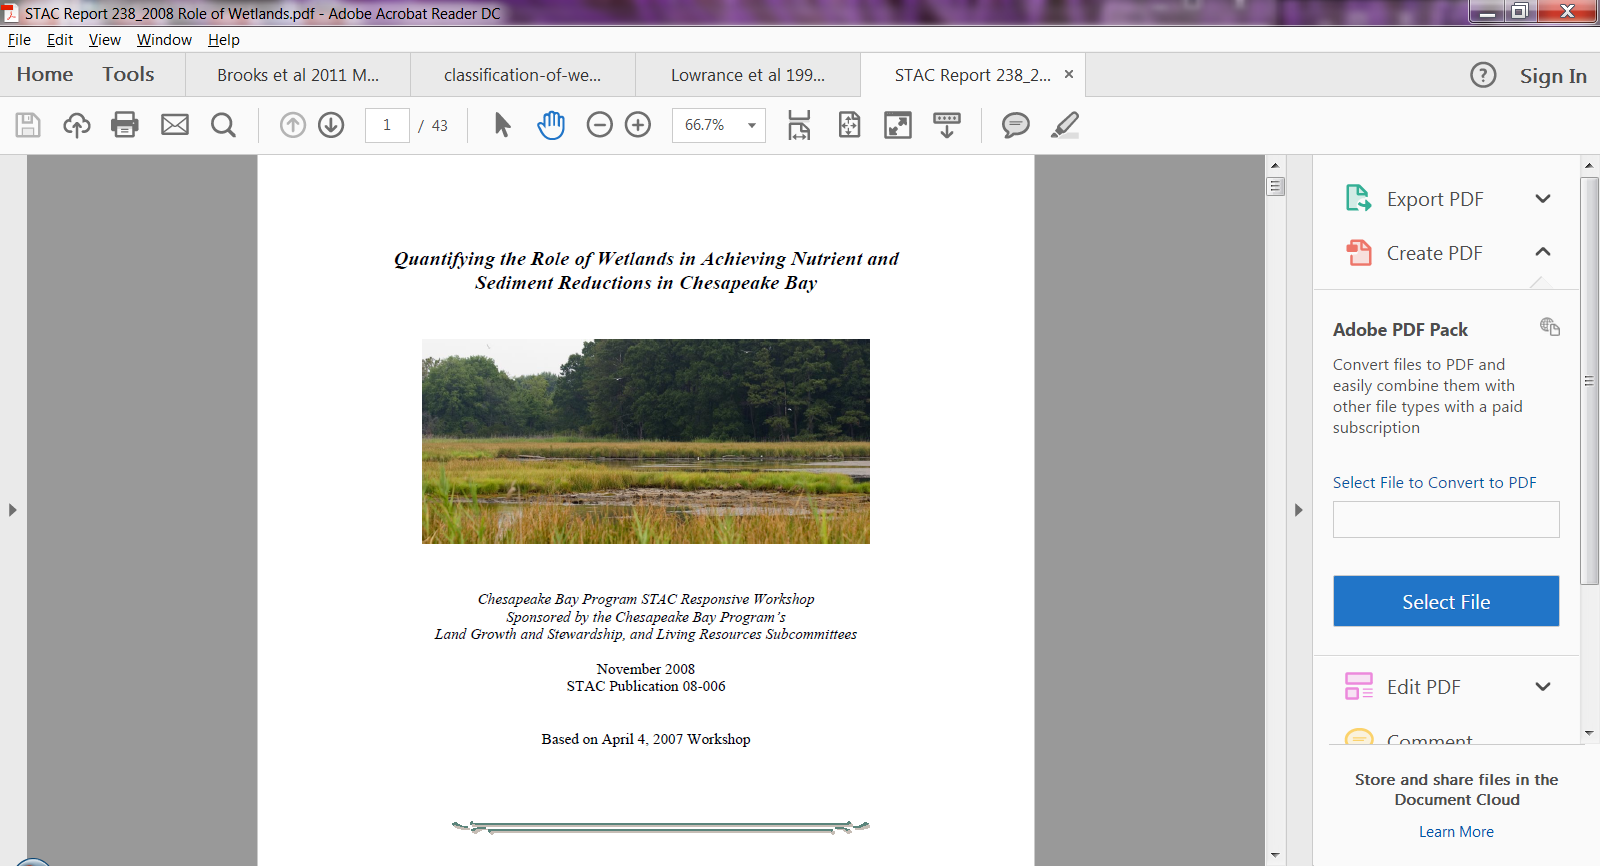 STAC Report 238_2008 Role of Wetlands.pdf - Adobe Acrobat Reader DC
File Edit View Window Help
Home Tools Brooks et al 2011 M... classification-of-we... Lowrance et al 199... STAC Report 238_2... × ? Sign In
1 / 43 66.7%
Quantifying the Role of Wetlands in Achieving Nutrient and
Sediment Reductions in Chesapeake Bay
Chesapeake Bay Program STAC Responsive Workshop
Sponsored by the Chesapeake Bay Program's
Land Growth and Stewardship, and Living Resources Subcommittees
November 2008
STAC Publication 08-006
Based on April 4, 2007 Workshop
Export PDF
Create PDF
Adobe PDF Pack
Convert files to PDF and
easily combine them with
other file types with a paid
subscription
Select File to Convert to PDF
Select File
Edit PDF
Comment
Store and share files in the
Document Cloud
Learn More